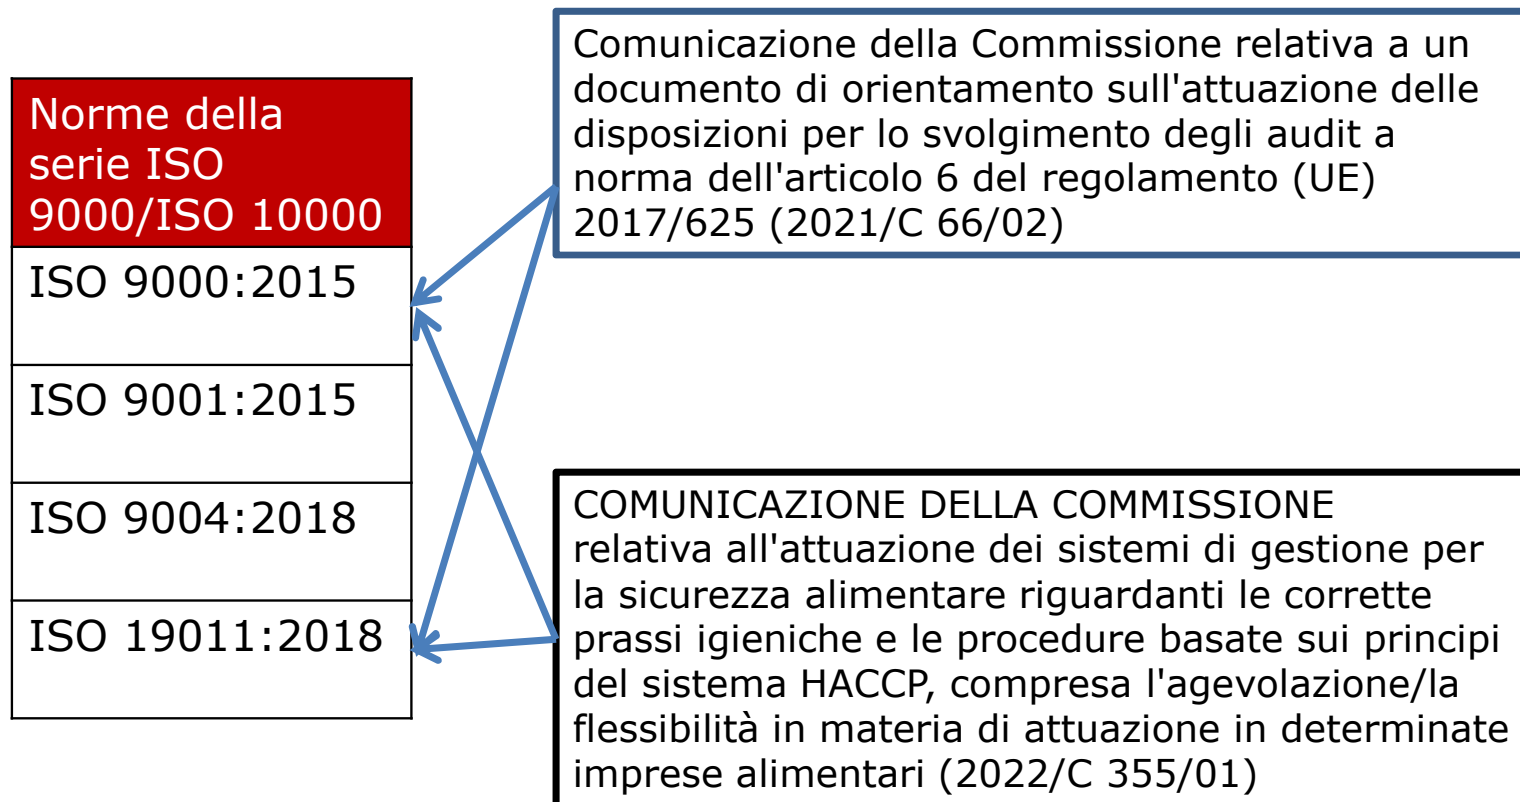 Norme della
serie ISO
9000/ISO 10000
ISO 9000:2015
ISO 9001:2015
ISO 9004:2018
ISO 19011:2018
Comunicazione della Commissione relativa a un
documento di orientamento sull'attuazione delle
disposizioni per lo svolgimento degli audit a
norma dell'articolo 6 del regolamento (UE)
2017/625 (2021/C 66/02)
COMUNICAZIONE DELLA COMMISSIONE
relativa all'attuazione dei sistemi di gestione per
la sicurezza alimentare riguardanti le corrette
prassi igieniche e le procedure basate sui principi
del sistema HACCP, compresa l'agevolazione/la
flessibilità in materia di attuazione in determinate
imprese alimentari (2022/C 355/01)